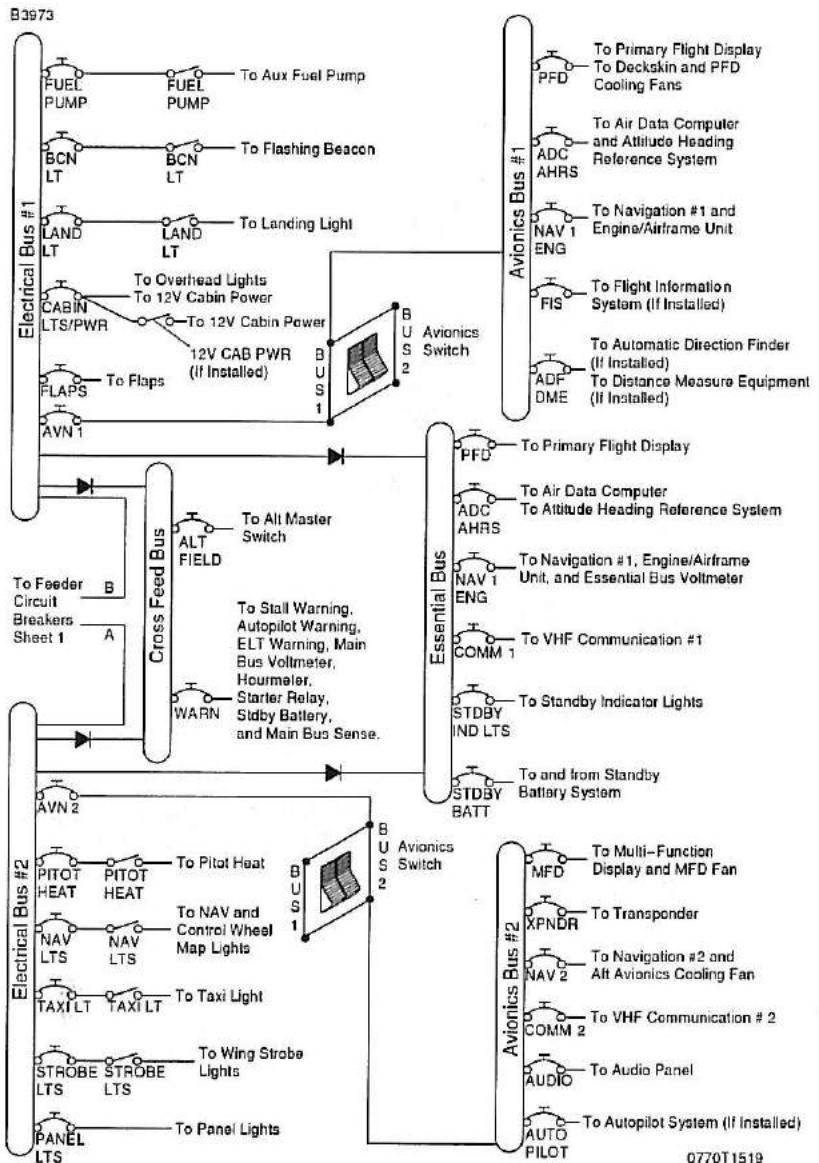 B3973
Electrical Bus #1
FUEL
PUMP
FUEL
PUMP
To Aux Fuel Pump
BCN
LT
BCN
LT
To Flashing Beacon
LAND
LT
LAND
LT
To Landing Light
CABIN
LTS/PWR
To Overhead Lights
To 12V Cabin Power
To 12V Cabin Power
12V CAB PWR
(If Installed)
FLAPS
To Flaps
AVN 1
BUS 1
BUS 2
Avionics
Switch
Avionics Bus #1
PFD
To Primary Flight Display
To Deckskin and PFD
Cooling Fans
ADC
AHRS
To Air Data Computer
and Attitude Heading
Reference System
NAV 1
ENG
To Navigation #1 and
Engine/Airframe Unit
FIS
To Flight Information
System (If Installed)
ADF
DME
To Automatic Direction Finder
(If Installed)
To Distance Measure Equipment
(If Installed)
Cross Feed Bus
ALT
FIELD
To Alt Master
Switch
WARN
To Stall Warning,
Autopilot Warning,
ELT Warning, Main
Bus Voltmeter,
Hourmeter,
Starter Relay,
Stdby Battery,
and Main Bus Sense.
To Feeder
Circuit
Breakers
Sheet 1
B
A
Essential Bus
PFD
To Primary Flight Display
ADC
AHRS
To Air Data Computer
To Attitude Heading Reference System
NAV 1
ENG
To Navigation #1, Engine/Airframe
Unit, and Essential Bus Voltmeter
COMM 1
To VHF Communication #1
STDBY
IND LTS
To Standby Indicator Lights
STDBY
BATT
To and from Standby
Battery System
Electrical Bus #2
AVN 2
PITOT
HEAT
PITOT
HEAT
To Pitot Heat
NAV
LTS
NAV
LTS
To NAV and
Control Wheel
Map Lights
TAXI LT
TAXI LT
To Taxi Light
STROBE
LTS
STROBE
LTS
To Wing Strobe
Lights
PANEL
LTS
To Panel Lights
BUS 1
BUS 2
Avionics
Switch
Avionics Bus #2
MFD
To Multi-Function
Display and MFD Fan
XPNDR
To Transponder
NAV 2
To Navigation #2 and
Aft Avionics Cooling Fan
COMM 2
To VHF Communication # 2
AUDIO
To Audio Panel
AUTO
PILOT
To Autopilot System (If Installed)
0770T1519